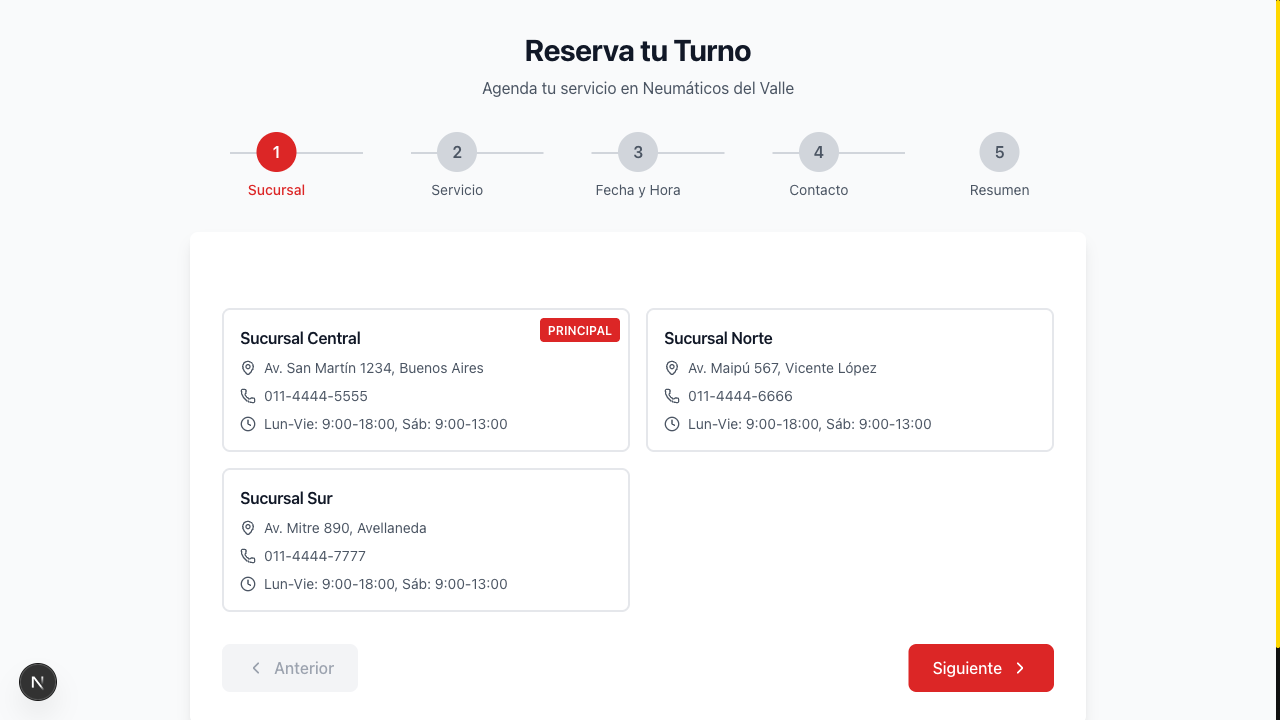 Reserva tu Turno
Agenda tu servicio en Neumáticos del Valle
1
2
3
4
5
Sucursal
Servicio
Fecha y Hora
Contacto
Resumen
Sucursal Central
PRINCIPAL
Av. San Martín 1234, Buenos Aires
011-4444-5555
Lun-Vie: 9:00-18:00, Sáb: 9:00-13:00
Sucursal Norte
Av. Maipú 567, Vicente López
011-4444-6666
Lun-Vie: 9:00-18:00, Sáb: 9:00-13:00
Sucursal Sur
Av. Mitre 890, Avellaneda
011-4444-7777
Lun-Vie: 9:00-18:00, Sáb: 9:00-13:00
Anterior
Siguiente
N